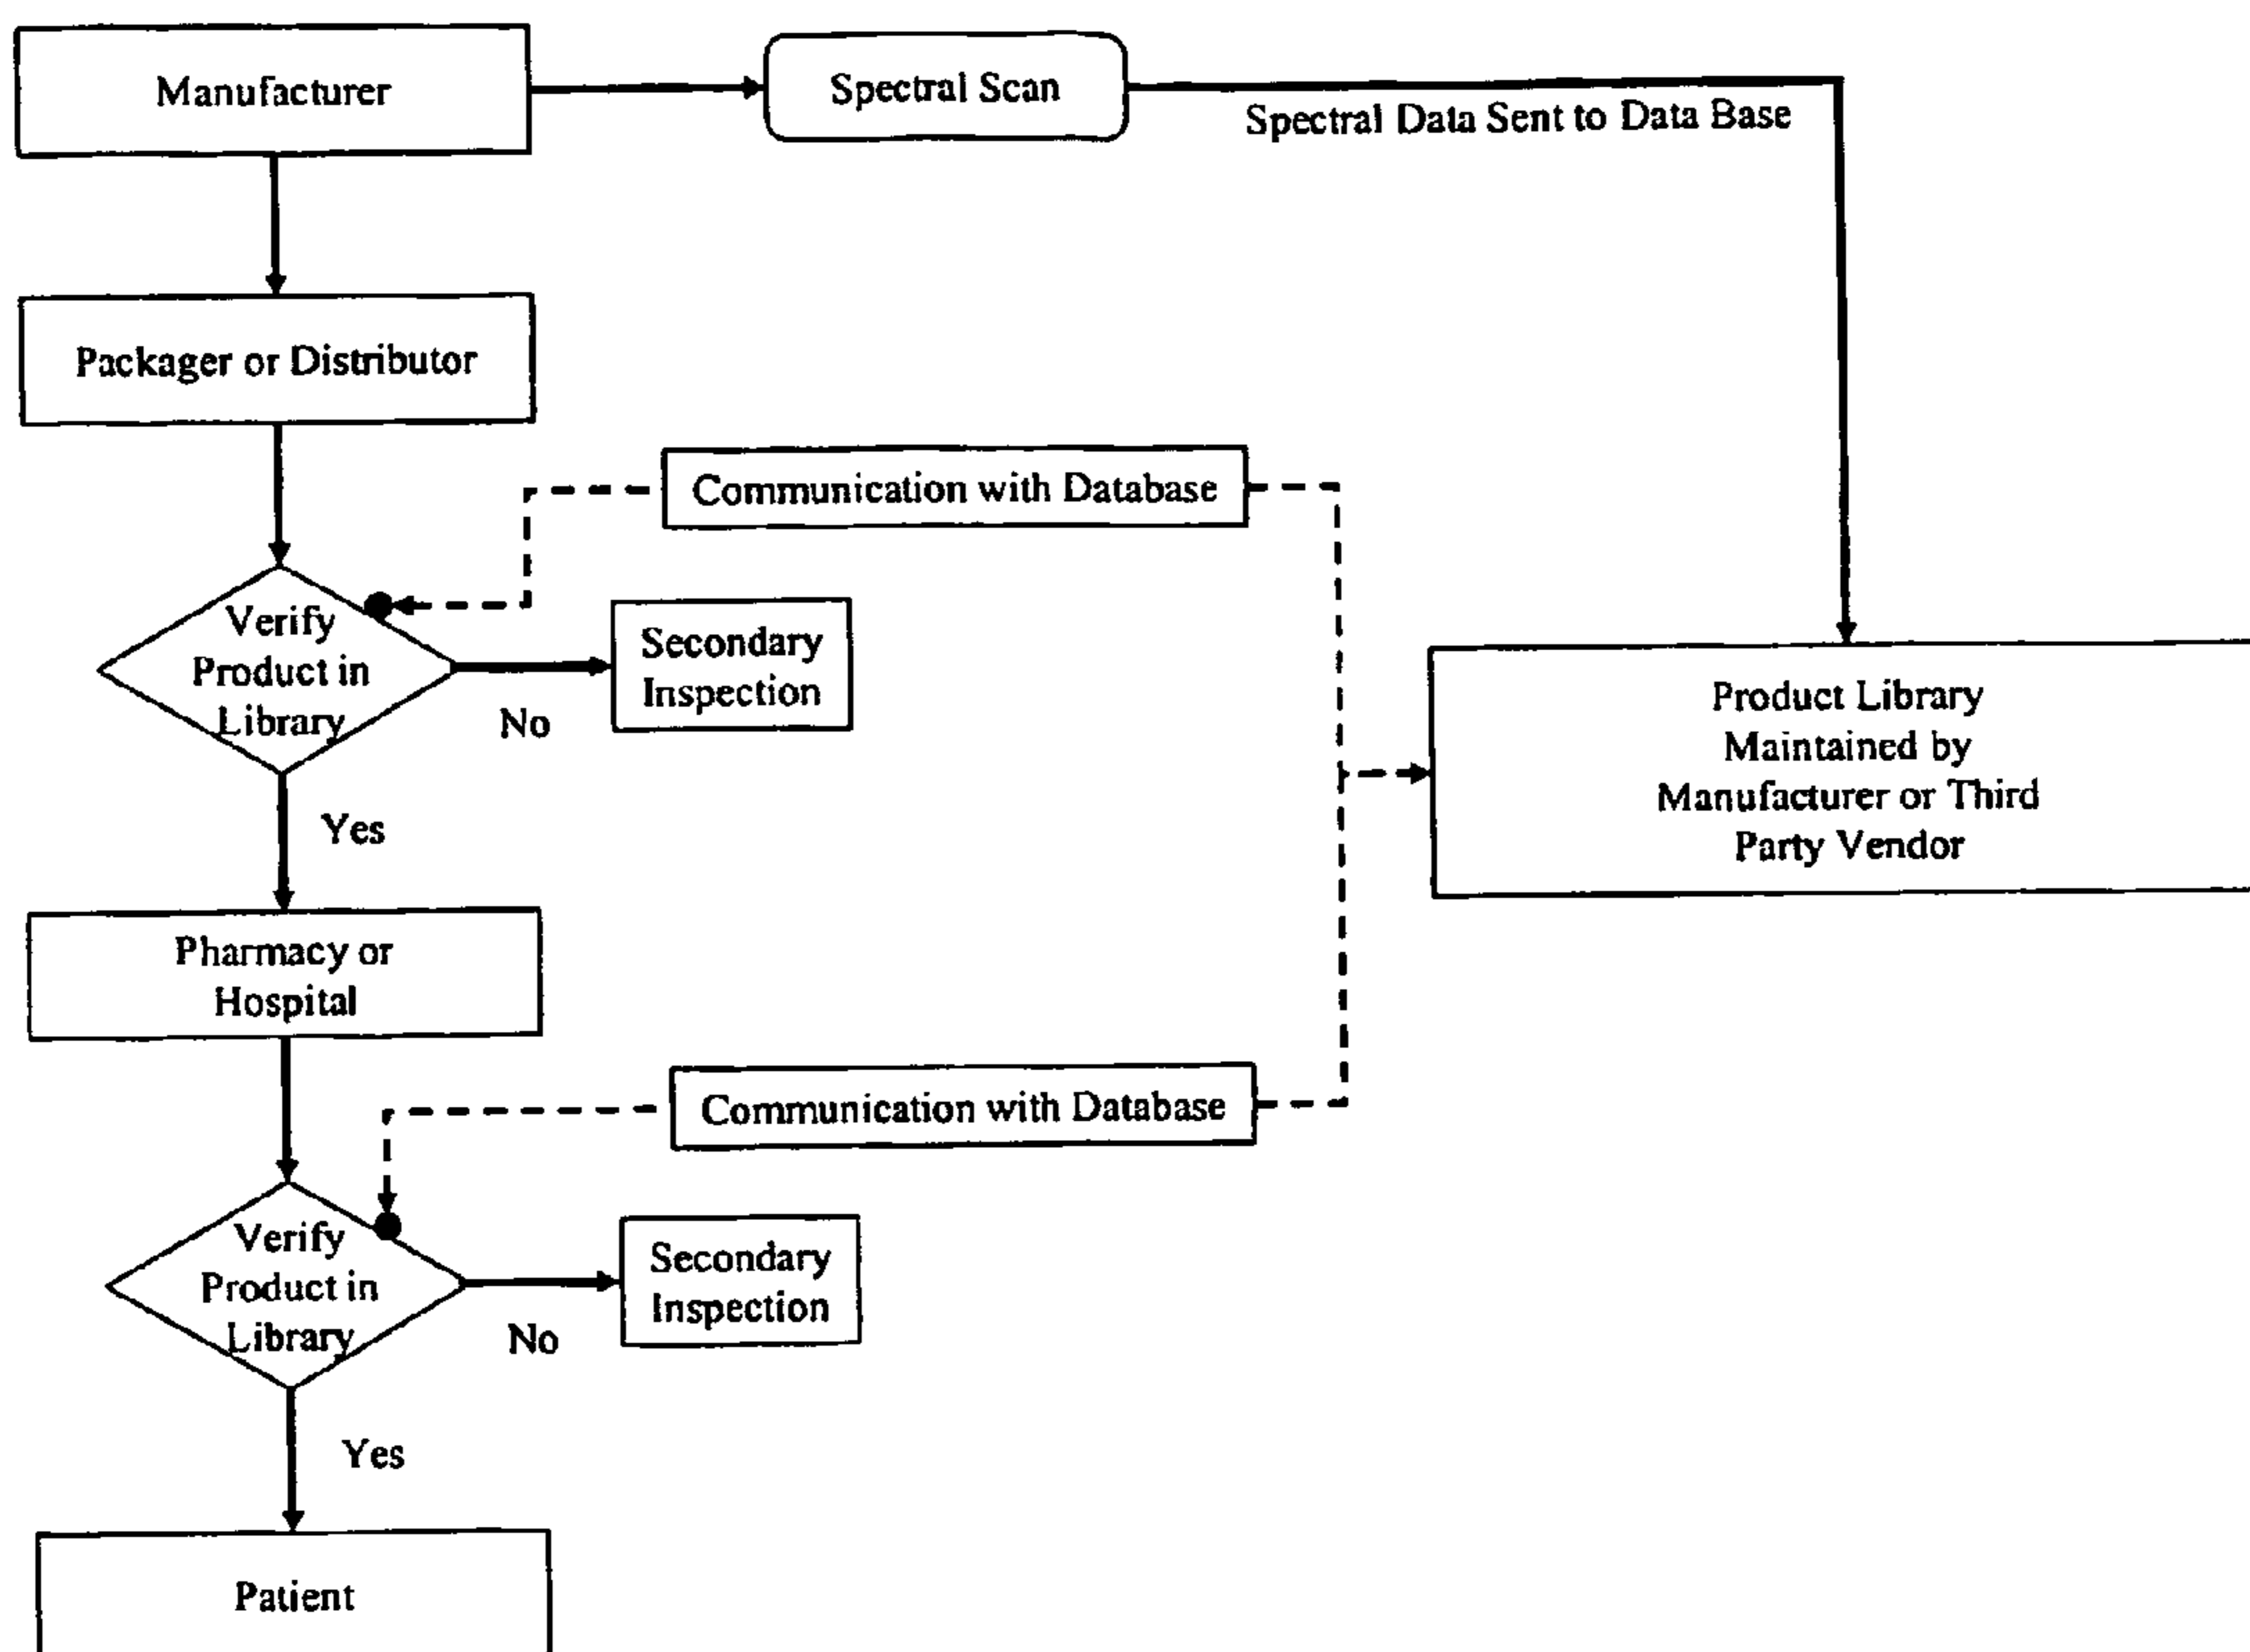 Manufacturer
Spectral Scan
Spectral Data Sent to Data Base
Packager or Distributor
Communication with Database
Verify
Product in
Library
No
Secondary
Inspection
Product Library
Maintained by
Manufacturer or Third
Party Vendor
Yes
Pharmacy or
Hospital
Communication with Database
Verify
Product in
Library
No
Secondary
Inspection
Yes
Patient